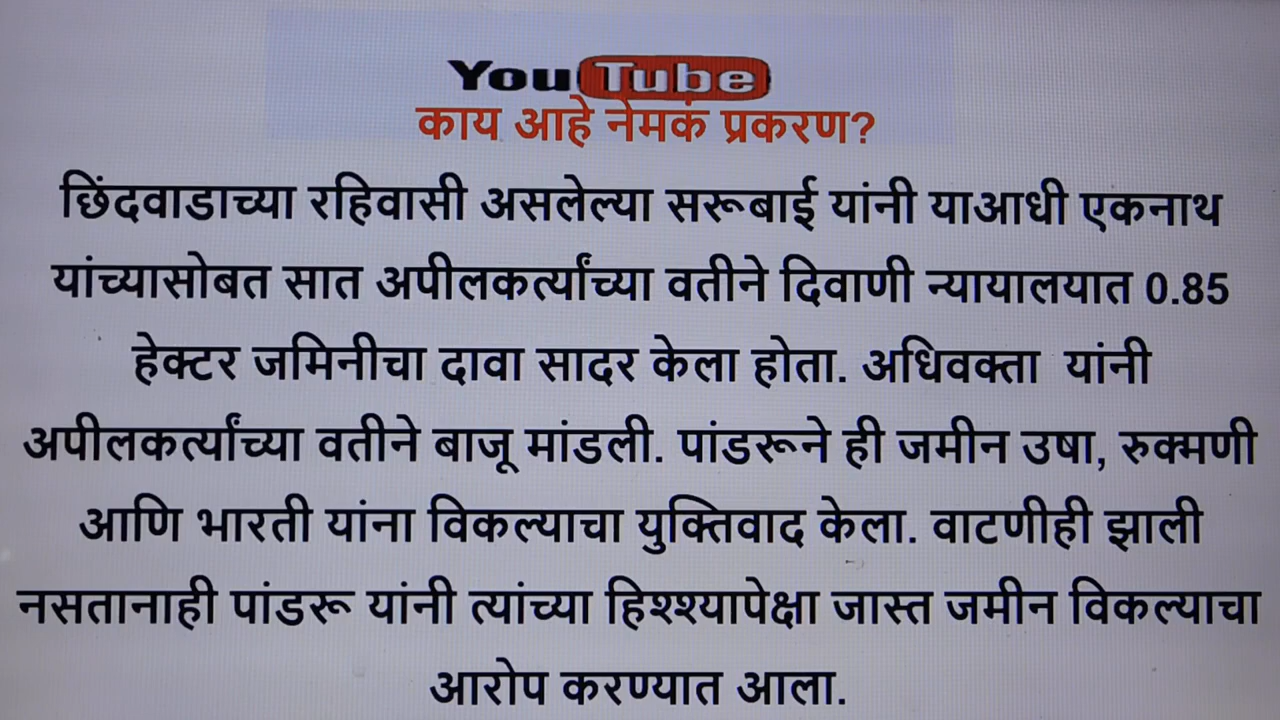 YouTube
काय आहे नेमकं प्रकरण?
छिंदवाडाच्या रहिवासी असलेल्या सरूबाई यांनी याआधी एकनाथ
यांच्यासोबत सात अपीलकर्त्यांच्या वतीने दिवाणी न्यायालयात 0.85
हेक्टर जमिनीचा दावा सादर केला होता. अधिवक्ता यांनी
अपीलकर्त्यांच्या वतीने बाजू मांडली. पांडरूने ही जमीन उषा, रुक्मणी
आणि भारती यांना विकल्याचा युक्तिवाद केला. वाटणीही झाली
नसतानाही पांडरू यांनी त्यांच्या हिश्श्यापेक्षा जास्त जमीन विकल्याचा
आरोप करण्यात आला.